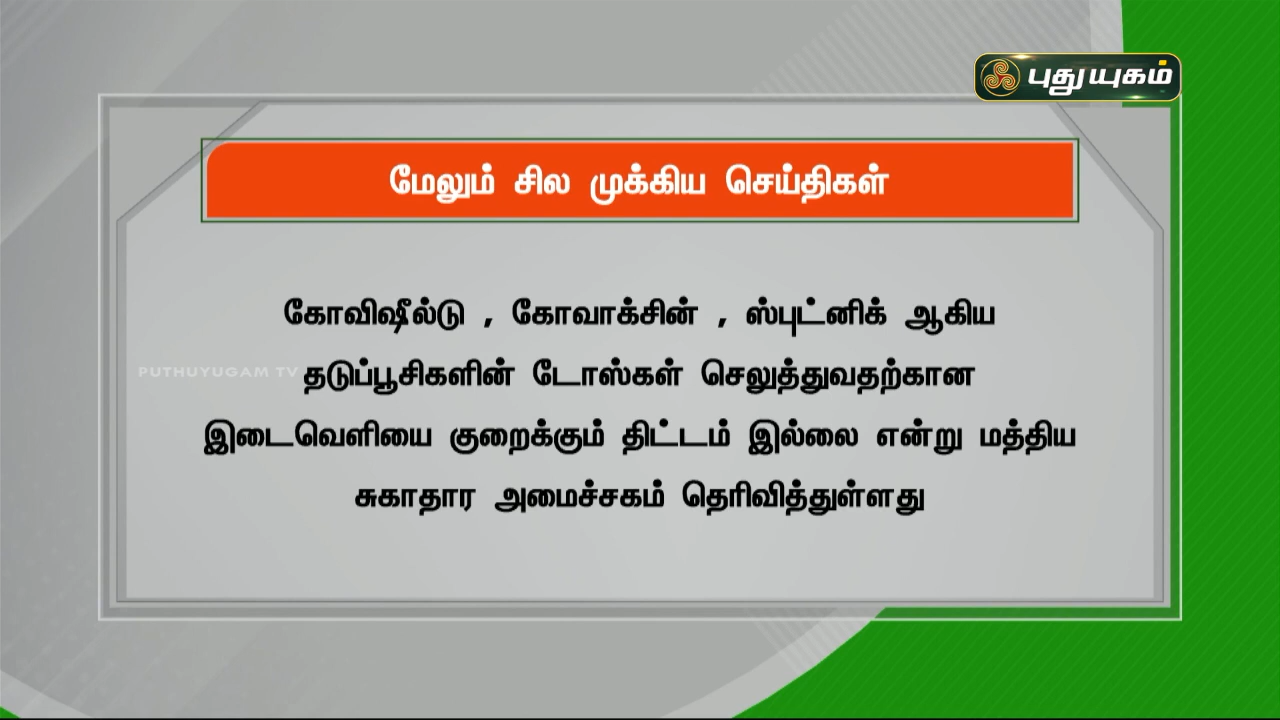 புதுயுகம்
மேலும் சில முக்கிய செய்திகள்
கோவிஷீல்டு , கோவாக்சின் , ஸ்புட்னிக் ஆகிய
தடுப்பூசிகளின் டோஸ்கள் செலுத்துவதற்கான
PUTHUYUGAM TV
இடைவெளியை குறைக்கும் திட்டம் இல்லை என்று மத்திய
சுகாதார அமைச்சகம் தெரிவித்துள்ளது